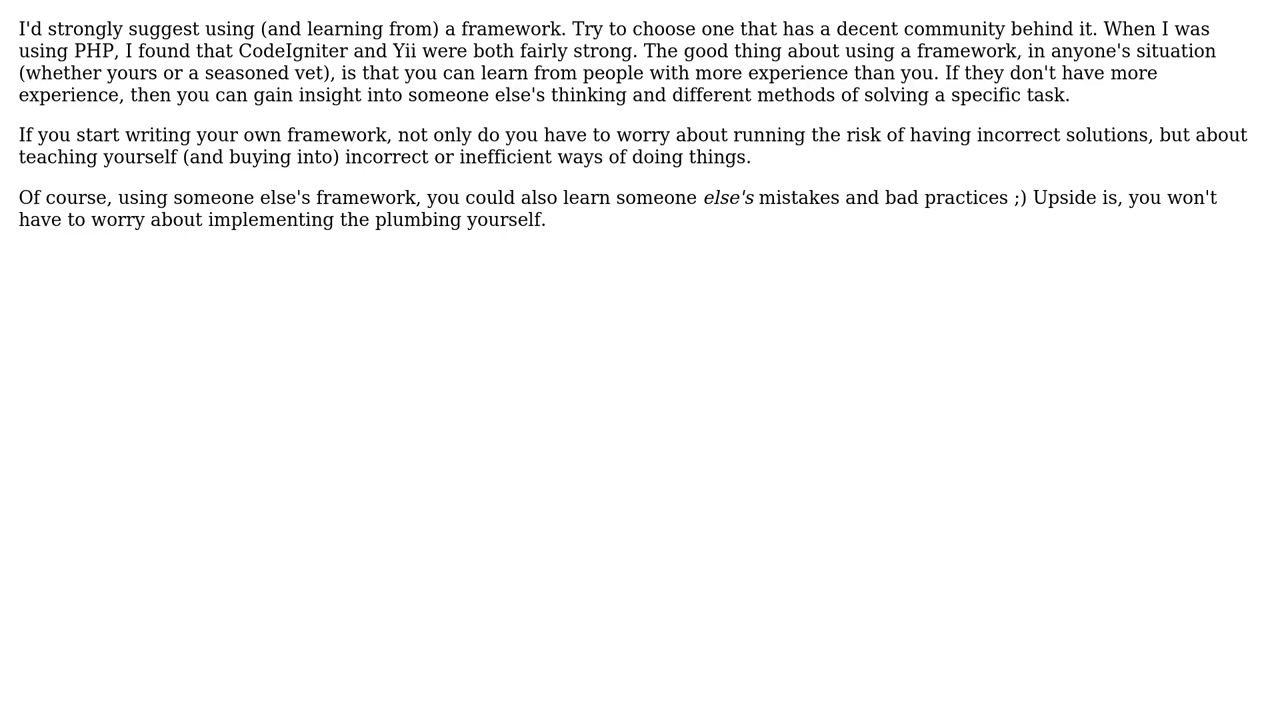 I'd strongly suggest using (and learning from) a framework. Try to choose one that has a decent community behind it. When I was
using PHP, I found that CodeIgniter and Yii were both fairly strong. The good thing about using a framework, in anyone's situation
(whether yours or a seasoned vet), is that you can learn from people with more experience than you. If they don't have more
experience, then you can gain insight into someone else's thinking and different methods of solving a specific task.
If you start writing your own framework, not only do you have to worry about running the risk of having incorrect solutions, but about
teaching yourself (and buying into) incorrect or inefficient ways of doing things.
Of course, using someone else's framework, you could also learn someone else's mistakes and bad practices ;) Upside is, you won't
have to worry about implementing the plumbing yourself.